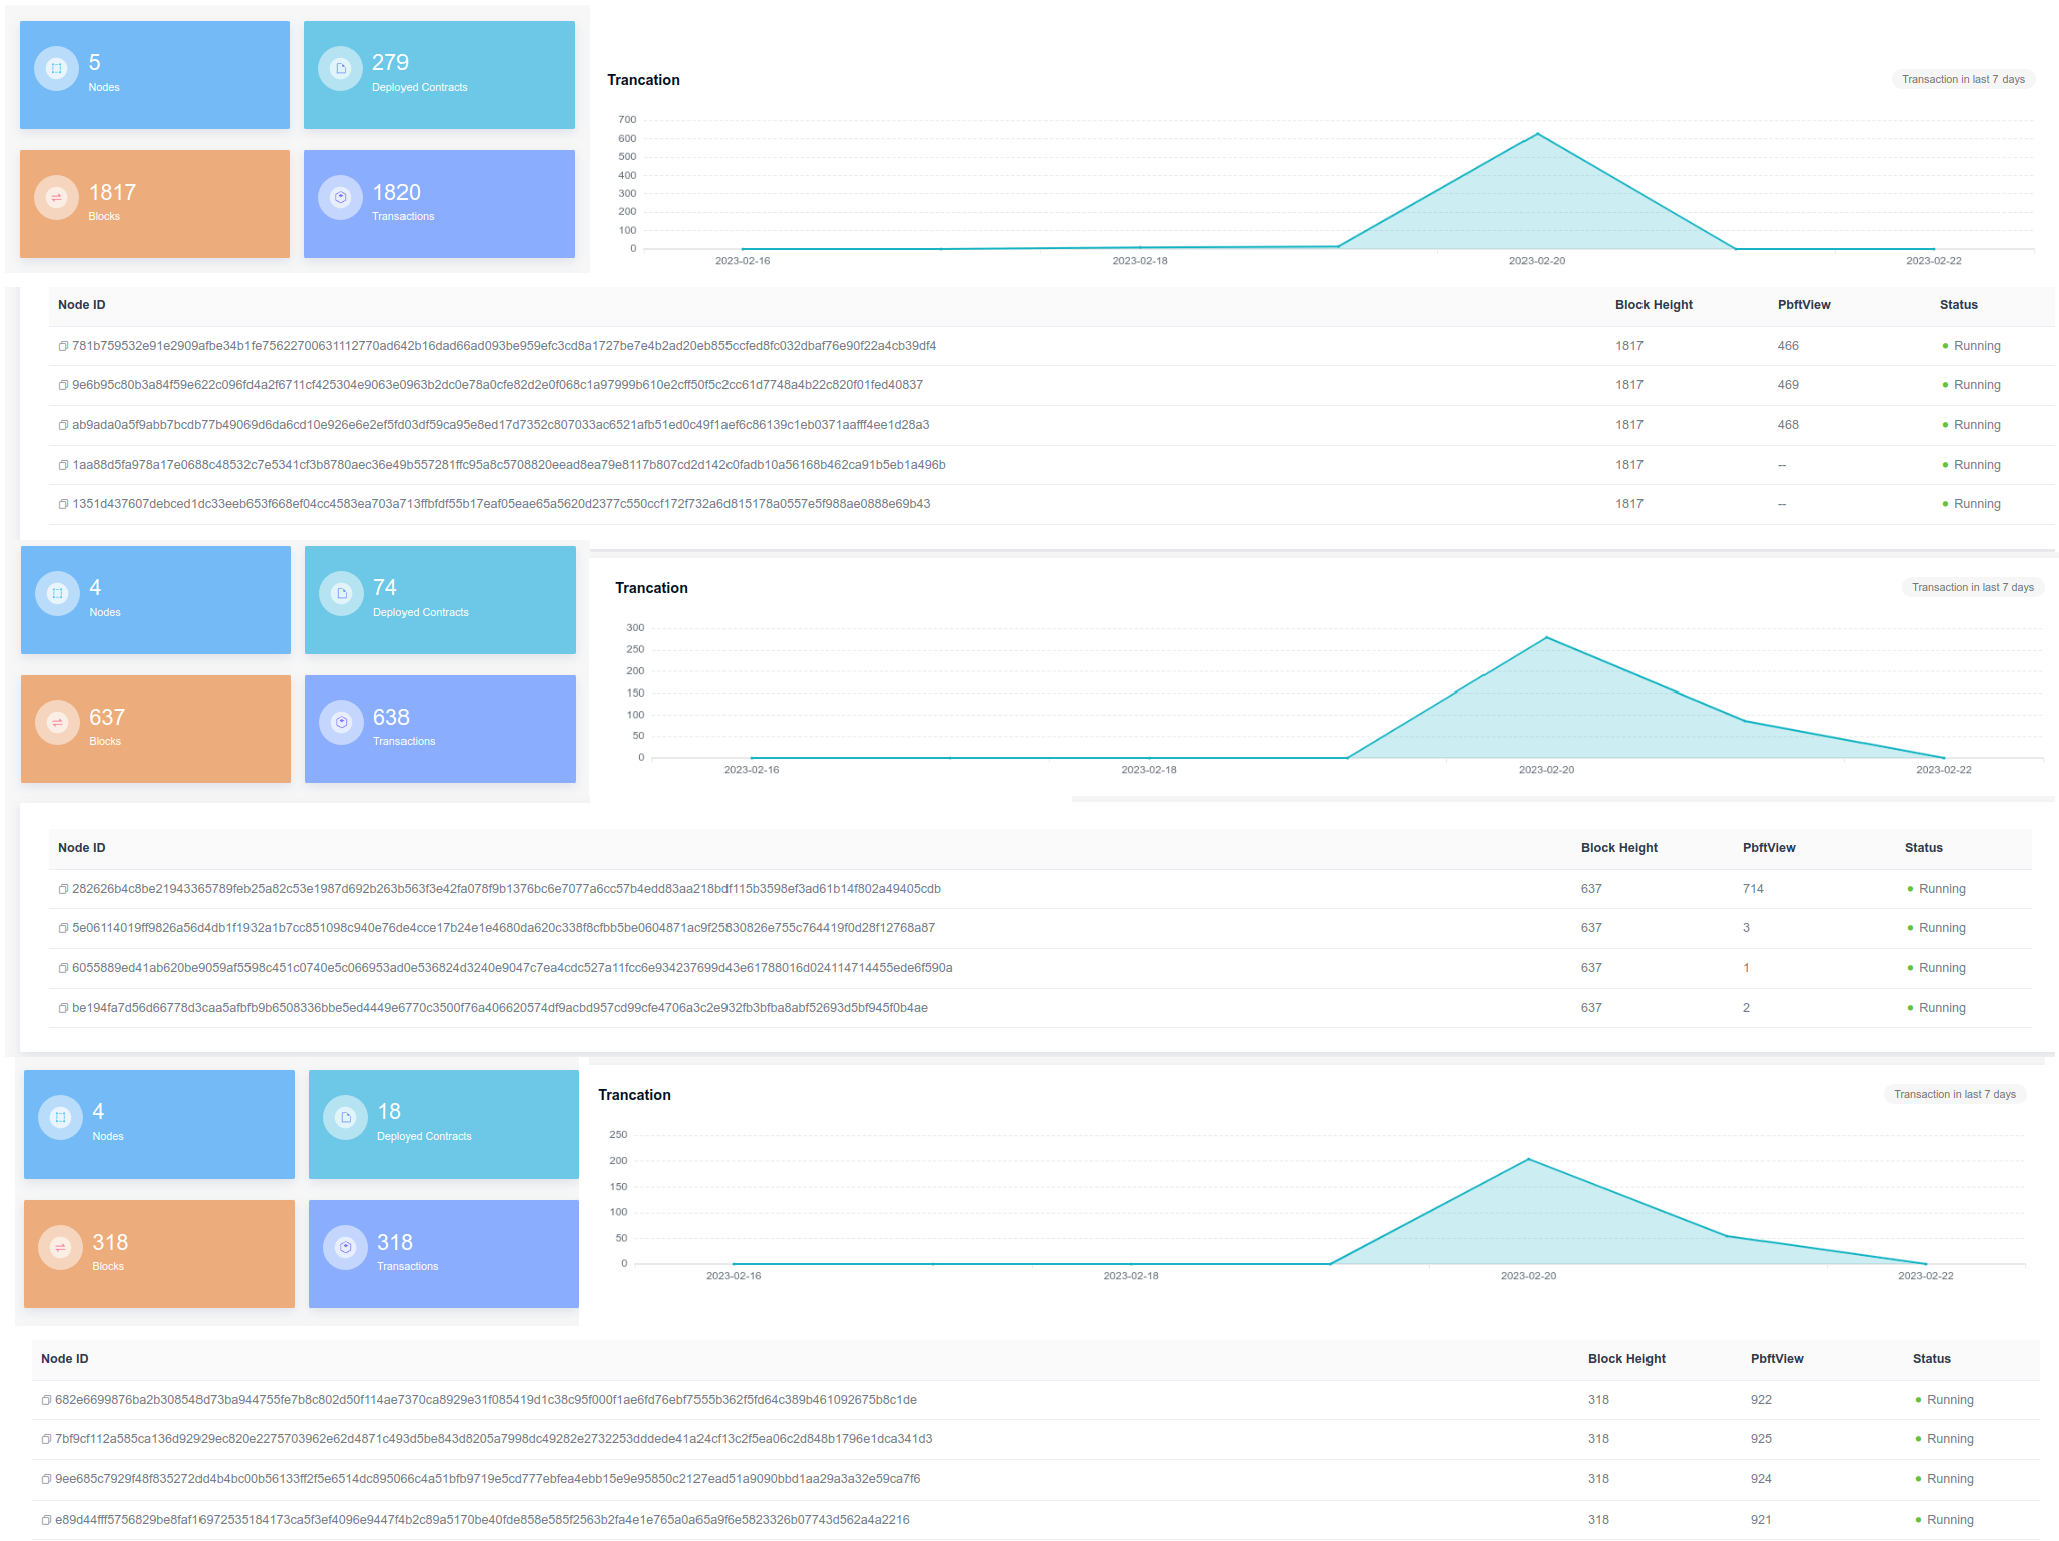 5
Nodes
279
Deployed Contracts
1817
Blocks
1820
Transactions
Trancation
Transaction in last 7 days
700
600
500
400
300
200
100
0
2023-02-16 2023-02-18 2023-02-20 2023-02-22
Node ID Block Height PbftView Status
781b759532e91e2909afbe34b1fe75622700631112770ad642b16dad66ad093be959efc3cd8a1727be7e4b2ad20eb855ccfed8fc032dbaf76e90f22a4cb39df4 1817 466 Running
9e6b95c80b3a84f59e622c096fd4a2f6711cf425304e9063e0963b2dc0e78a0cfe82d2e0f068c1a97999b610e2cff50f5c2cc61d7748a4b22c820f01fed40837 1817 469 Running
ab9ada0a5f9abb7bcdb77b49069d6da6cd10e926e6e2ef5fd03df59ca95e8ed17d7352c807033ac6521afb51ed0c49f1aef6c86139c1eb0371aafff4ee1d28a3 1817 468 Running
1aa88d5fa978a17e0688c48532c7e5341cf3b8780aec36e49b557281ffc95a8c5708820eead8ea79e8117b807cd2d142c0fadb10a56168b462ca91b5eb1a496b 1817 -- Running
1351d437607debced1dc33eeb653f668ef04cc4583ea703a713ffbfdf55b17eaf05eae65a5620d2377c550ccf172f732a6d815178a0557e5f988ae0888e69b43 1817 -- Running
4
Nodes
74
Deployed Contracts
637
Blocks
638
Transactions
Trancation
Transaction in last 7 days
300
250
200
150
100
50
0
2023-02-16 2023-02-18 2023-02-20 2023-02-22
Node ID Block Height PbftView Status
282626b4c8be21943365789feb25a82c53e1987d692b263b563f3e42fa078f9b1376bc6e7077a6cc57b4edd83aa218bdf115b3598ef3ad61b14f802a49405cdb 637 714 Running
5e06114019ff9826a56d4db1f1932a1b7cc851098c940e76de4cce17b24e1e4680da620c338f8cfbb5be0604871ac9f25830826e755c764419f0d28f12768a87 637 3 Running
6055889ed41ab620be9059af5598c451c0740e5c066953ad0e536824d3240e9047c7ea4cdc527a11fcc6e934237699d43e61788016d024114714455ede6f590a 637 1 Running
be194fa7d56d66778d3caa5afbfb9b6508336bbe5ed4449e6770c3500f76a406620574df9acbd957cd99cfe4706a3c2e932fb3bfba8abf52693d5bf945f0b4ae 637 2 Running
4
Nodes
18
Deployed Contracts
318
Blocks
318
Transactions
Trancation
Transaction in last 7 days
250
200
150
100
50
0
2023-02-16 2023-02-18 2023-02-20 2023-02-22
Node ID Block Height PbftView Status
682e6699876ba2b308548d73ba944755fe7b8c802d50f114ae7370ca8929e31f085419d1c38c95f000f1ae6fd76ebf7555b362f5fd64c389b461092675b8c1de 318 922 Running
7bf9cf112a585ca136d92929ec820e2275703962e62d4871c493d5be843d8205a7998dc49282e2732253dddede41a24cf13c2f5ea06c2d848b1796e1dca341d3 318 925 Running
9ee685c7929f48f835272dd4b4bc00b56133ff2f5e6514dc895066c4a51bfb9719e5cd777ebfea4ebb15e9e95850c2127ead51a9090bbd1aa29a3a32e59ca7f6 318 924 Running
e89d44fff5756829be8faf16972535184173ca5f3ef4096e9447f4b2c89a5170be40fde858e585f2563b2fa4e1e765a0a65a9f6e5823326b07743d562a4a2216 318 921 Running